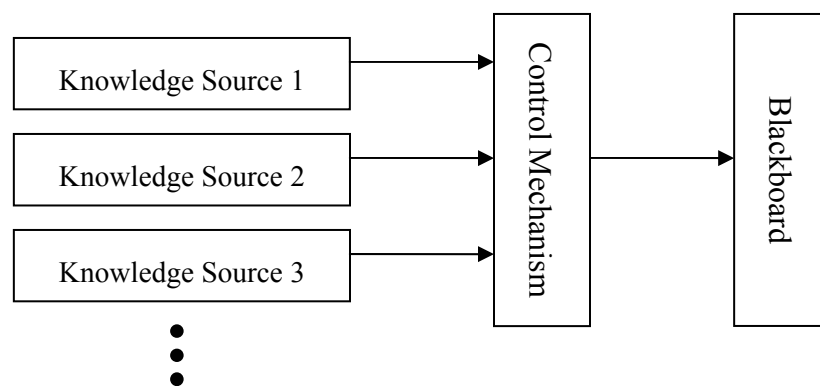 Knowledge Source 1
Knowledge Source 2
Knowledge Source 3
Control Mechanism
Blackboard